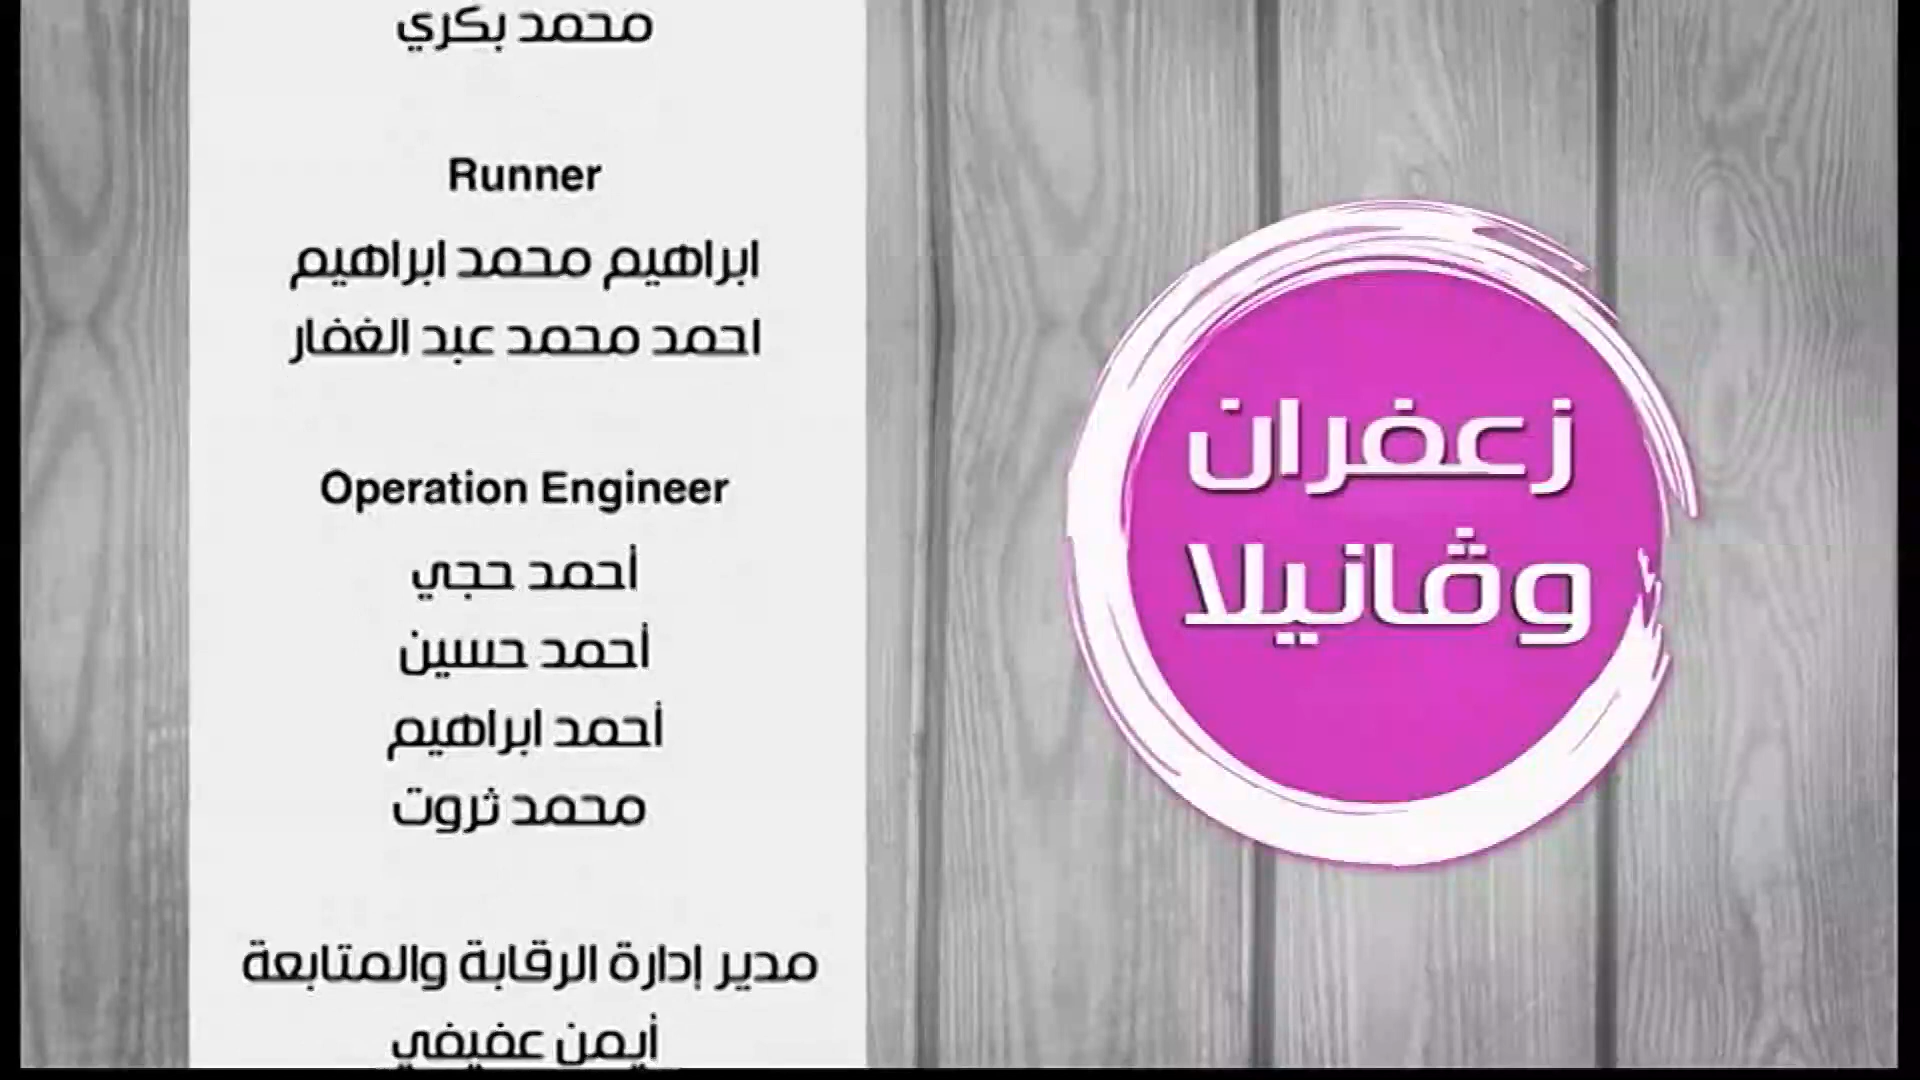 محمد بكري
Runner
ابراهيم محمد ابراهيم
احمد محمد عبد الغفار
Operation Engineer
أحمد حجي
أحمد حسين
أحمد ابراهيم
محمد ثروت
مدير إدارة الرقابة والمتابعة
أيمن عفيفي
زعفران
وڤانيلا